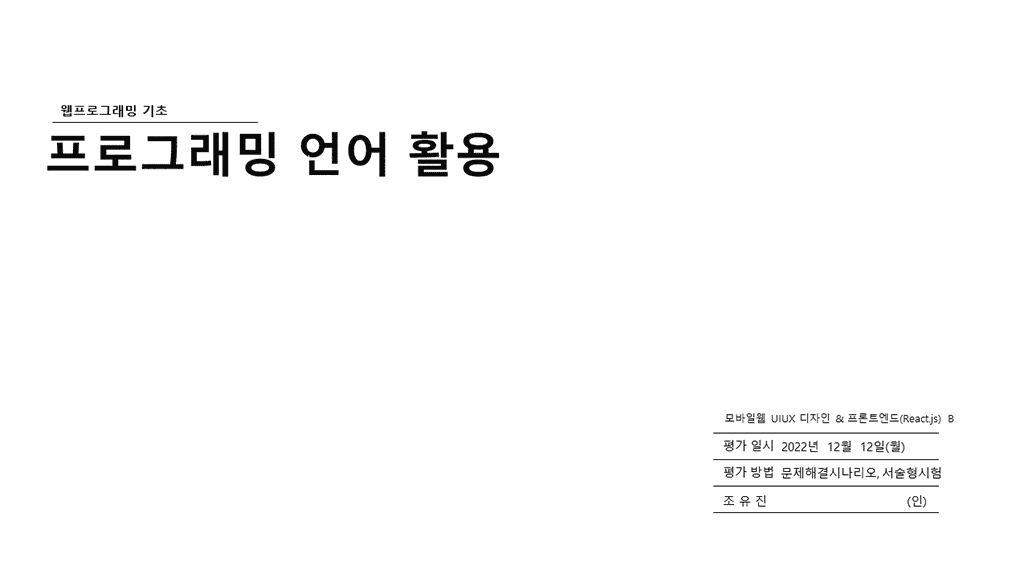 웹프로그래밍 기초
프로그래밍 언어 활용
모바일웹 UIUX 디자인 & 프론트엔드(React.js) B
평가 일시 2022년 12월 12일(월)
평가 방법 문제해결시나리오, 서술형시험
조 유 진 (인)